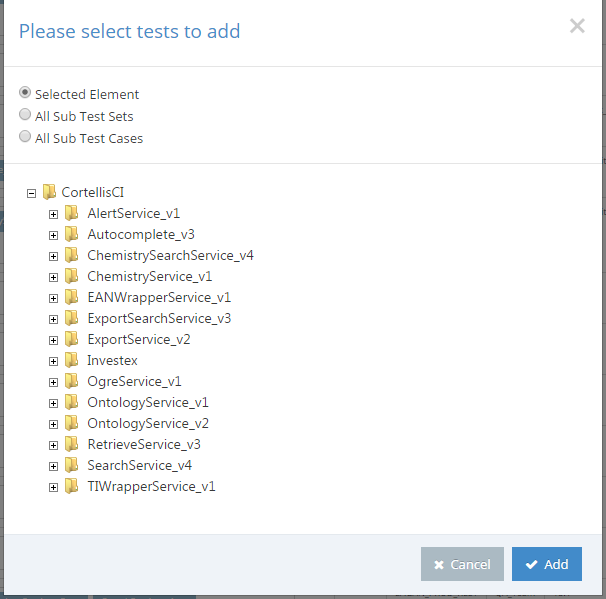 Please select tests to add
Selected Element
All Sub Test Sets
All Sub Test Cases
CortellisCI
AlertService_v1
Autocomplete_v3
ChemistrySearchService_v4
ChemistryService_v1
EANWrapperService_v1
ExportSearchService_v3
ExportService_v2
Investex
OgreService_v1
OntologyService_v1
OntologyService_v2
RetrieveService_v3
SearchService_v4
TIWrapperService_v1
Cancel Add